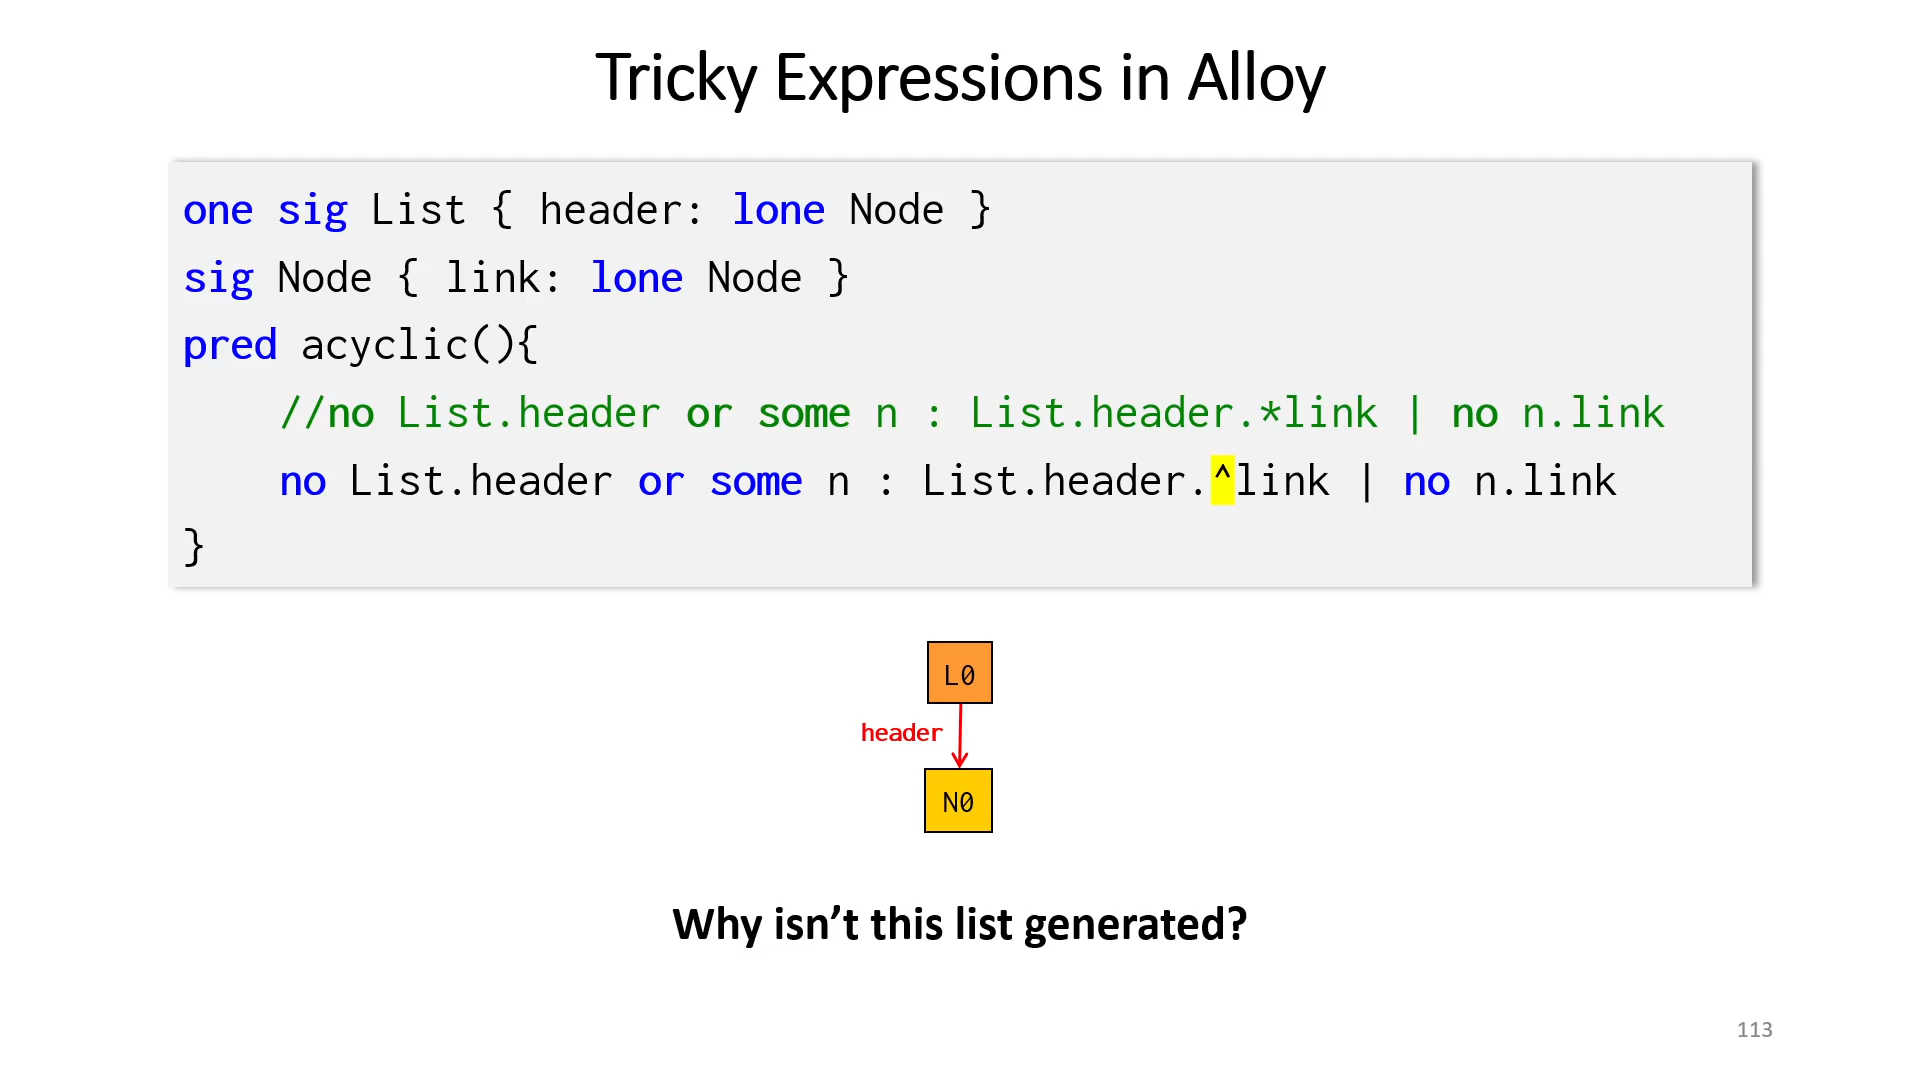 Tricky Expressions in Alloy
one sig List { header: lone Node }
sig Node { link: lone Node }
pred acyclic(){
//no List.header or some n : List.header.*link | no n.link
no List.header or some n : List.header.^link | no n.link
}
L0
header
N0
Why isn’t this list generated?
113